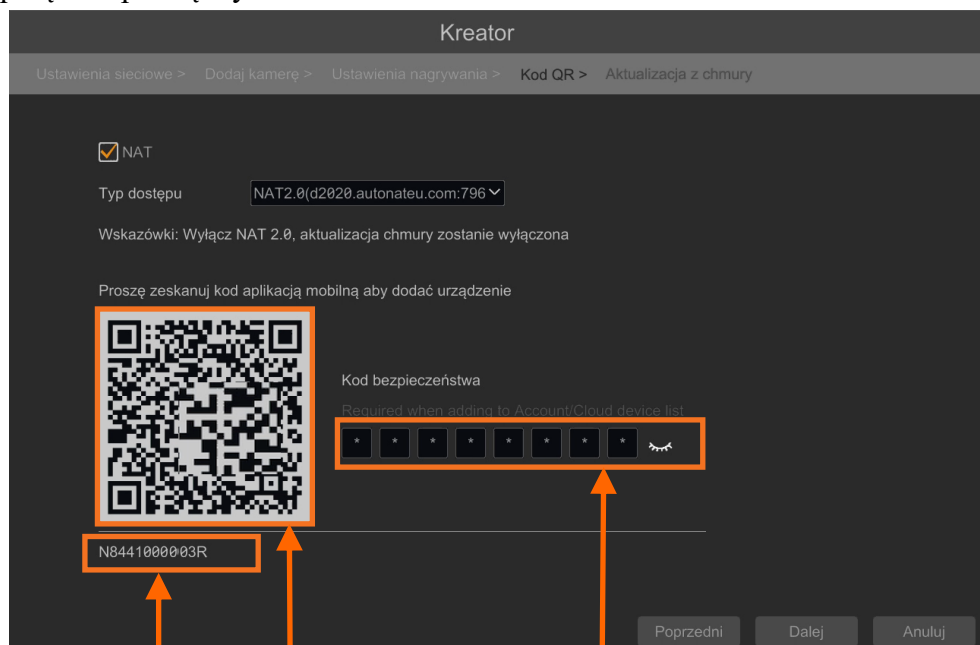 Kreator
Ustawienia sieciowe > Dodaj kamerę > Ustawienia nagrywania > Kod QR > Aktualizacja z chmury
NAT
Typ dostępu NAT2.0(d2020.autonateu.com:796
Wskazówki: Wyłącz NAT 2.0, aktualizacja chmury zostanie wyłączona
Proszę zeskanuj kod aplikacją mobilną aby dodać urządzenie
Kod bezpieczeństwa
Required when adding to Account/Cloud device list
* * * * * * * *
Poprzedni Dalej Anuluj